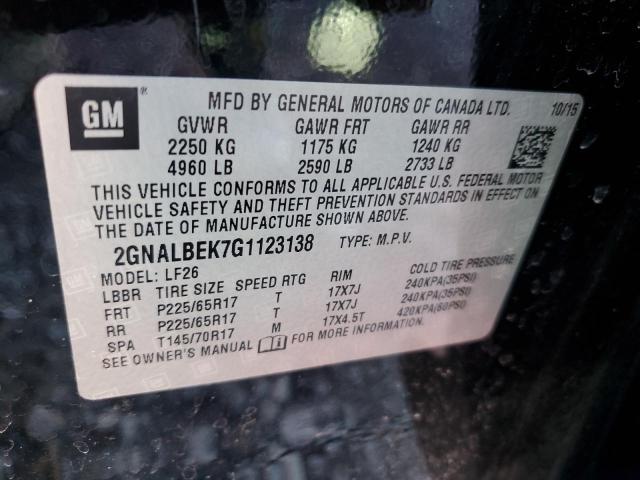 GM ®
MFD BY GENERAL MOTORS OF CANADA LTD. 10/15
GVWR GAWR FRT GAWR RR
2250 KG 1175 KG 1240 KG
4960 LB 2590 LB 2733 LB
THIS VEHICLE CONFORMS TO ALL APPLICABLE U.S. FEDERAL MOTOR
VEHICLE SAFETY AND THEFT PREVENTION STANDARDS IN EFFECT ON
THE DATE OF MANUFACTURE SHOWN ABOVE.
2GNALBEK7G1123138 TYPE: M.P.V.
MODEL: LF26
LBBR TIRE SIZE SPEED RTG RIM COLD TIRE PRESSURE
FRT P225/65R17 T 17X7J 240KPA(35PSI)
RR P225/65R17 T 17X7J 240KPA(35PSI)
SPA T145/70R17 M 17X4.5T 420KPA(60PSI)
SEE OWNER'S MANUAL FOR MORE INFORMATION.